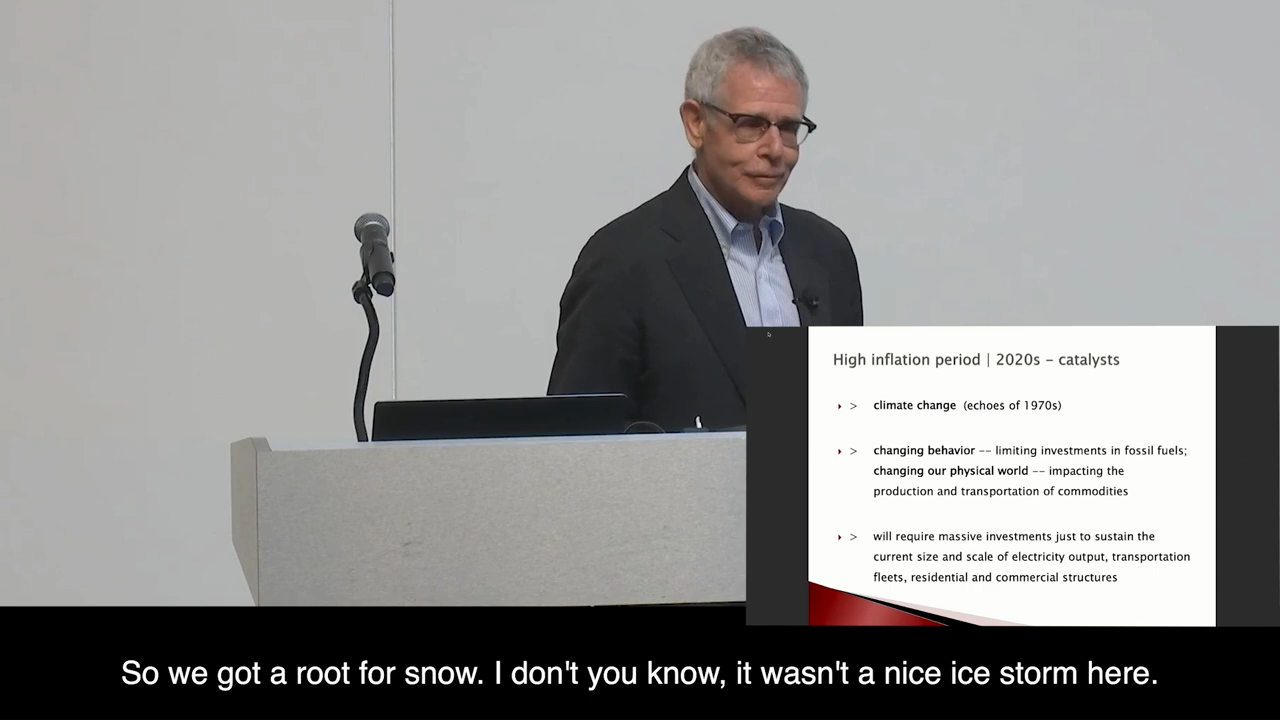 High inflation period | 2020s – catalysts
> climate change (echoes of 1970s)
> changing behavior -- limiting investments in fossil fuels;
changing our physical world -- impacting the
production and transportation of commodities
> will require massive investments just to sustain the
current size and scale of electricity output, transportation
fleets, residential and commercial structures
So we got a root for snow. I don't you know, it wasn't a nice ice storm here.